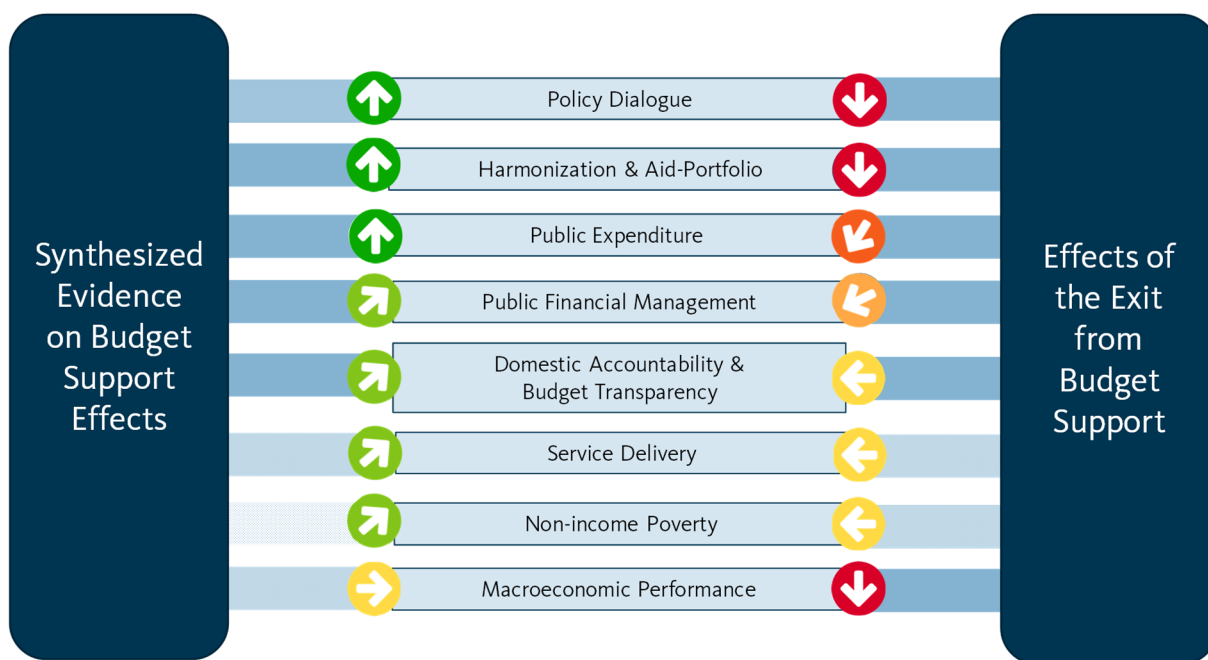 Synthesized
Evidence
on Budget
Support
Effects
Policy Dialogue
Harmonization & Aid-Portfolio
Public Expenditure
Public Financial Management
Domestic Accountability &
Budget Transparency
Service Delivery
Non-income Poverty
Macroeconomic Performance
Effects of
the Exit
from
Budget
Support